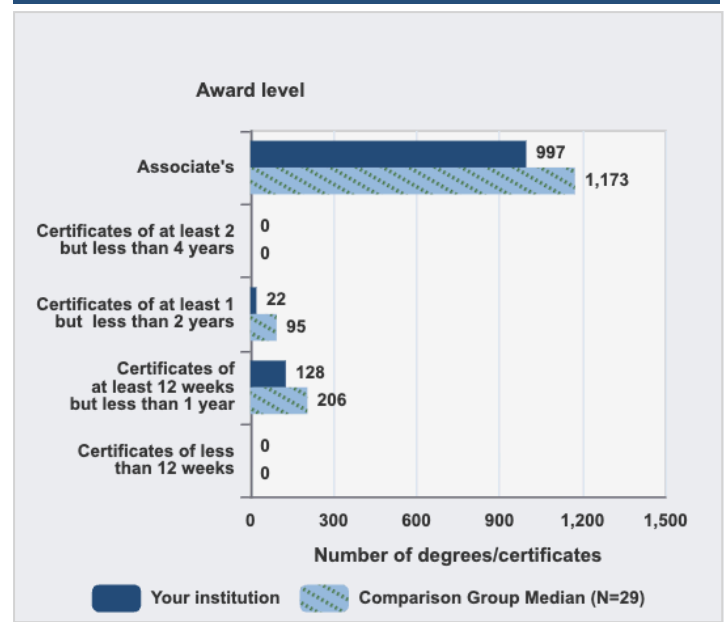 Award level
Associate's
997
1,173
Certificates of at least 2
but less than 4 years
0
0
Certificates of at least 1
but less than 2 years
22
95
Certificates of
at least 12 weeks
but less than 1 year
128
206
Certificates of less
than 12 weeks
0
0
0 300 600 900 1,200 1,500
Number of degrees/certificates
Your institution Comparison Group Median (N=29)